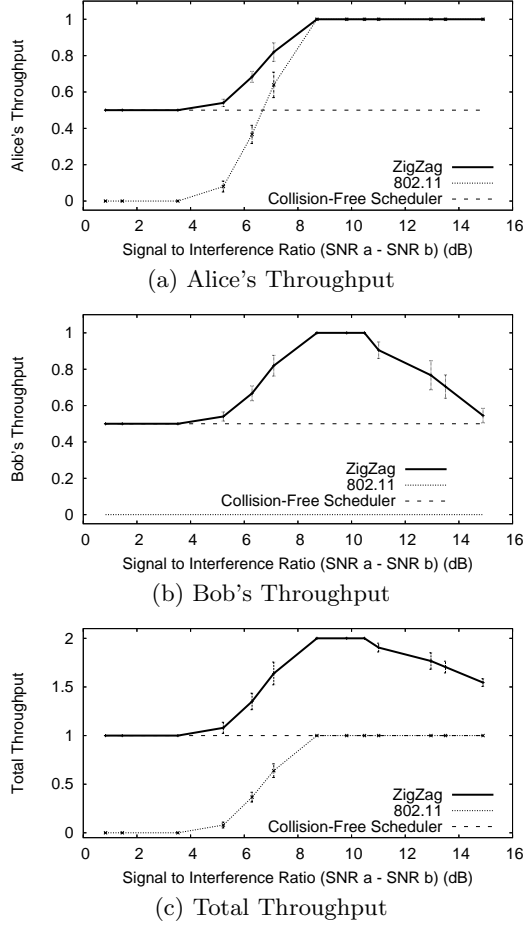 Alice's Throughput
1
0.8
0.6
0.4
0.2
0
ZigZag
802.11
Collision-Free Scheduler
0 2 4 6 8 10 12 14 16
Signal to Interference Ratio (SNR a - SNR b) (dB)
(a) Alice's Throughput
Bob's Throughput
1
0.8
0.6
0.4
0.2
0
ZigZag
802.11
Collision-Free Scheduler
0 2 4 6 8 10 12 14 16
Signal to Interference Ratio (SNR a - SNR b) (dB)
(b) Bob's Throughput
Total Throughput
2
1.5
1
0.5
0
ZigZag
802.11
Collision-Free Scheduler
0 2 4 6 8 10 12 14 16
Signal to Interference Ratio (SNR a - SNR b) (dB)
(c) Total Throughput